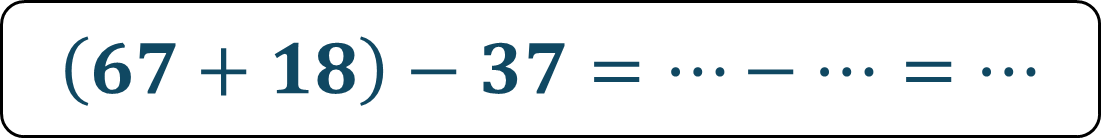 (67 + 18) − 37 = ⋯ − ⋯ = ⋯